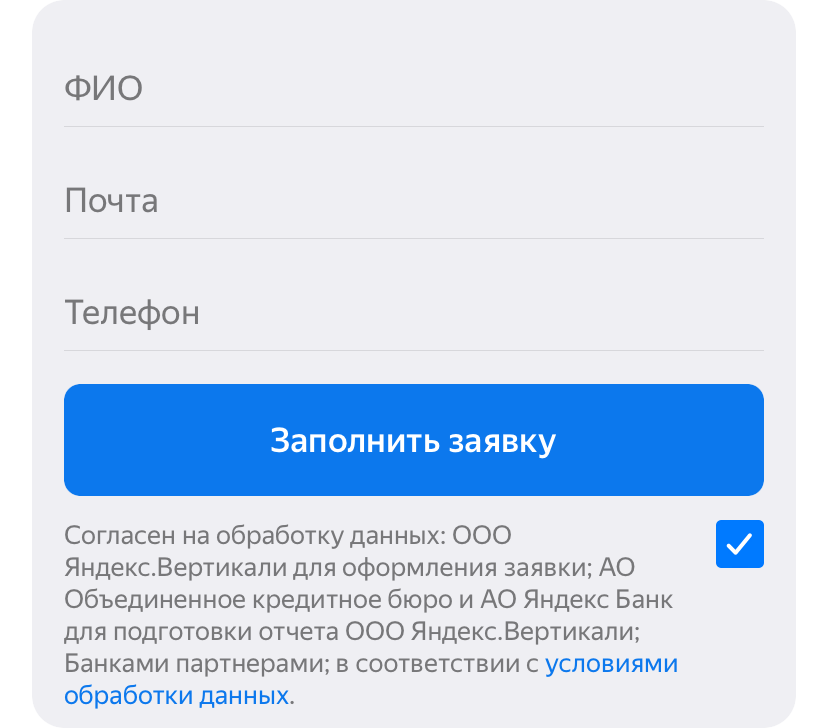 ФИО
Почта
Телефон
Заполнить заявку
Согласен на обработку данных: ООО
Яндекс.Вертикали для оформления заявки; АО
Объединенное кредитное бюро и АО Яндекс Банк
для подготовки отчета ООО Яндекс.Вертикали;
Банками партнерами; в соответствии с условиями
обработки данных.